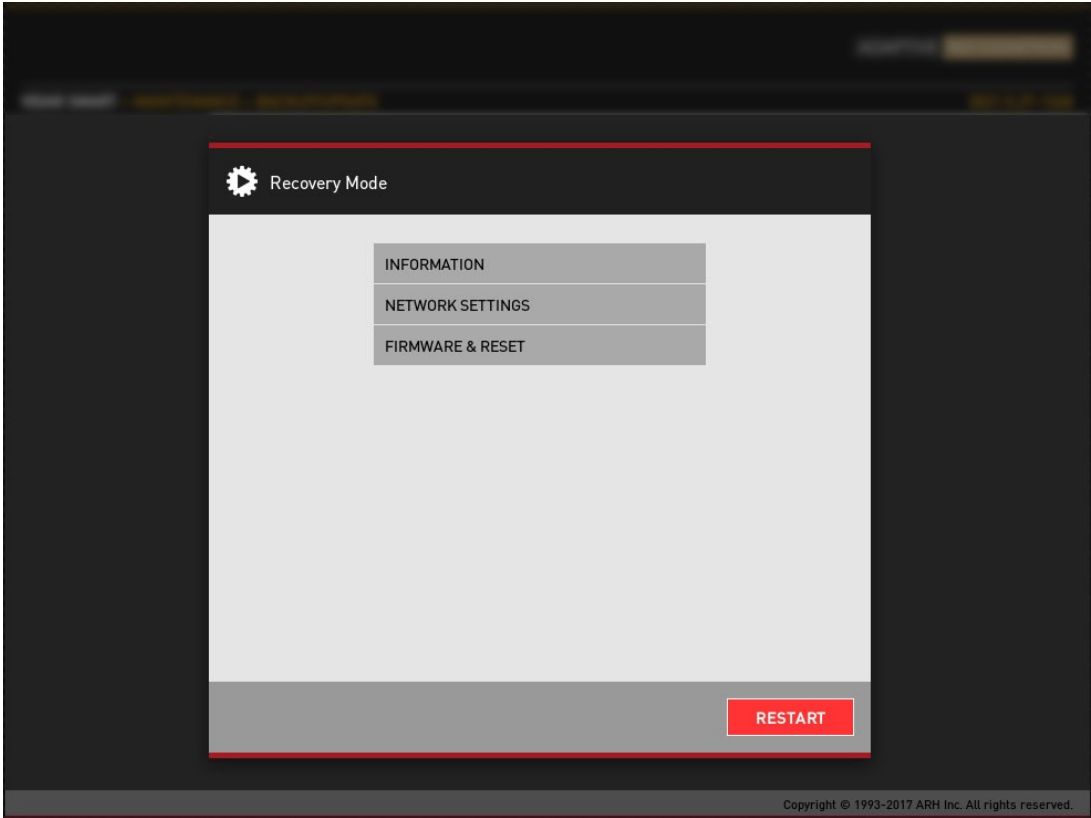 Recovery Mode
INFORMATION
NETWORK SETTINGS
FIRMWARE & RESET
RESTART
Copyright © 1993-2017 ARH Inc. All rights reserved.